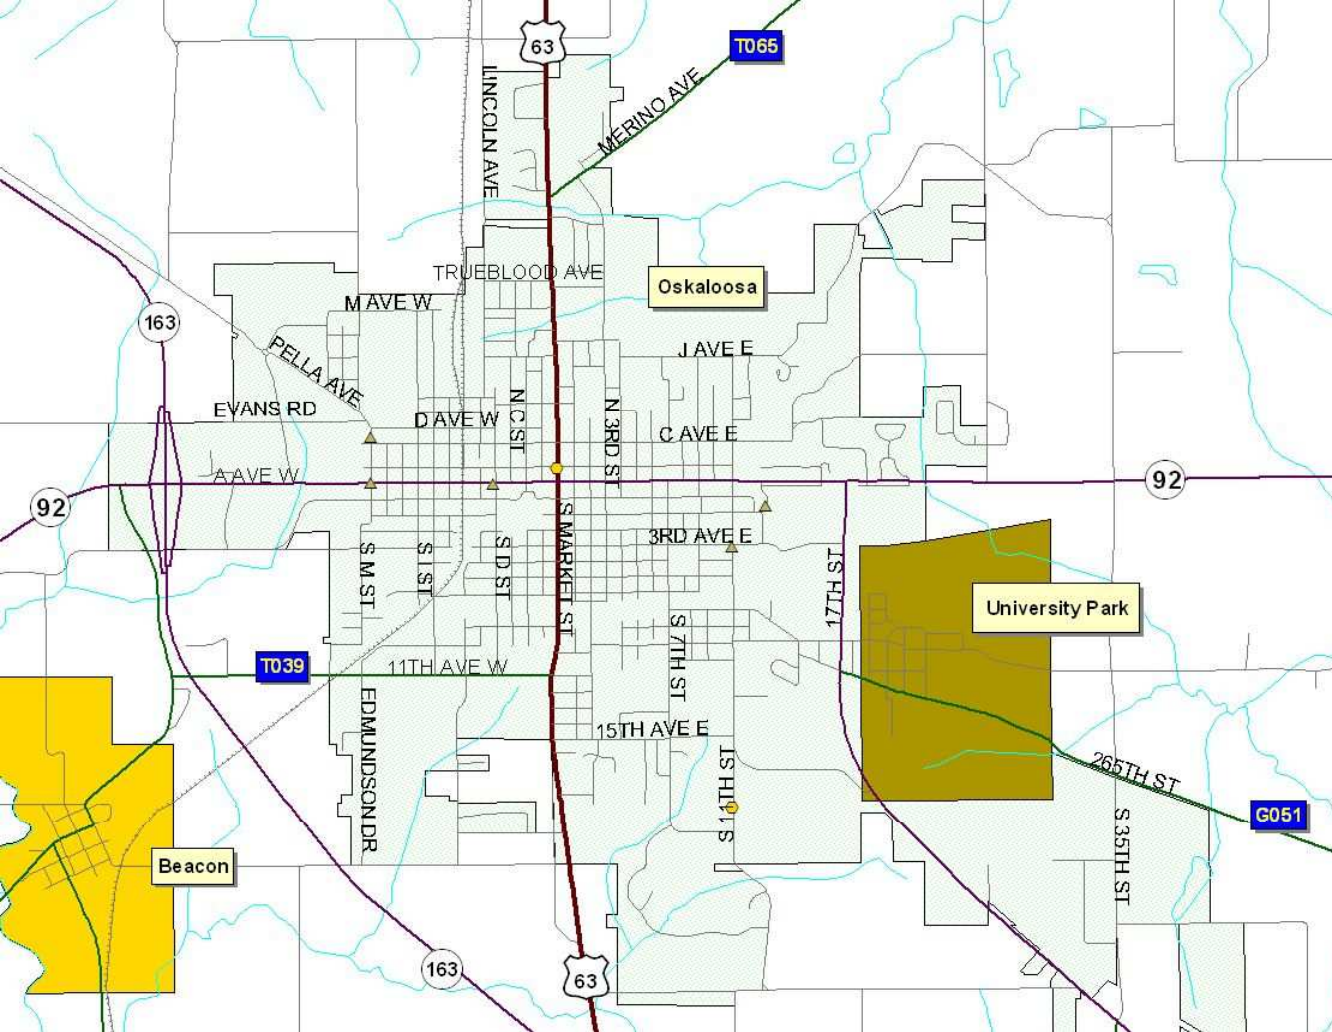 63
T065
LINCOLN AVE
MERINO AVE
TRUEBLOOD AVE
Oskaloosa
M AVE W
163
PELLA AVE
J AVE E
EVANS RD
D AVE W
N C ST
N 3RD ST
C AVE E
A AVE W
92
92
S MARKET ST
3RD AVE E
S M ST
S I ST
S D ST
17TH ST
University Park
S 7TH ST
T039
11TH AVE W
EDMUNDSON DR
15TH AVE E
S 11TH ST
265TH ST
G051
S 35TH ST
Beacon
163
63